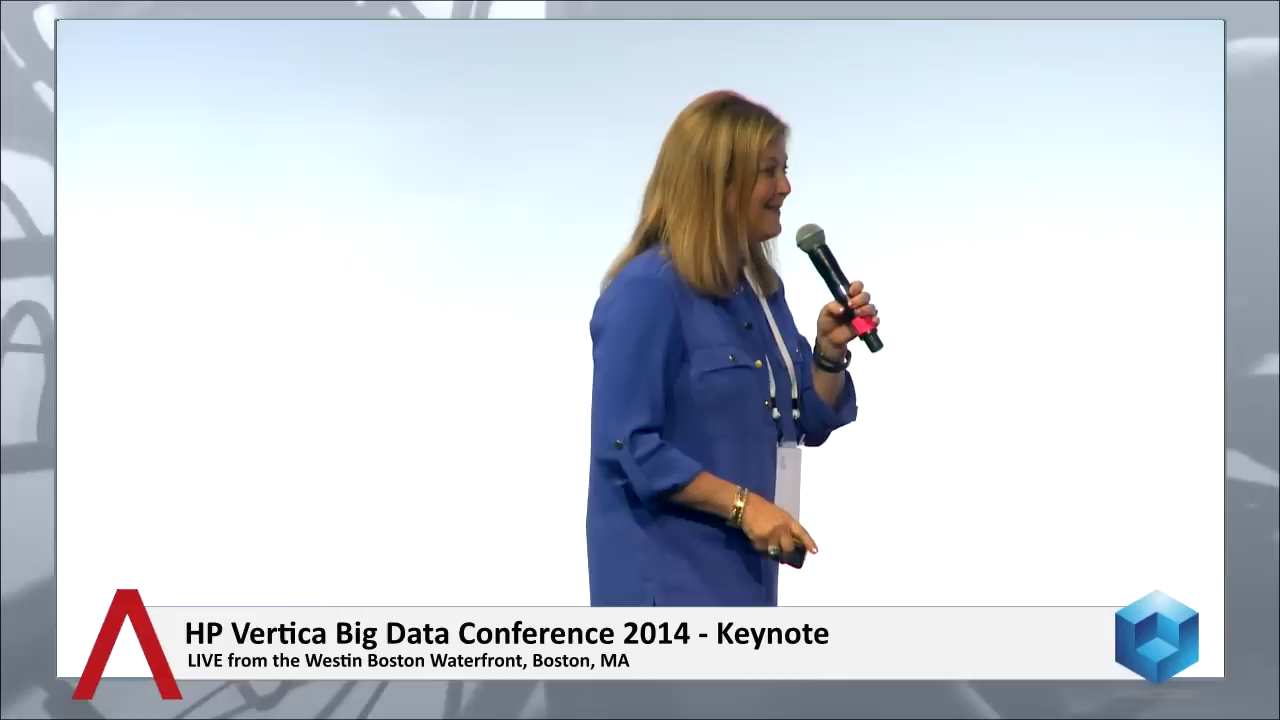 HP Vertica Big Data Conference 2014 - Keynote
LIVE from the Westin Boston Waterfront, Boston, MA